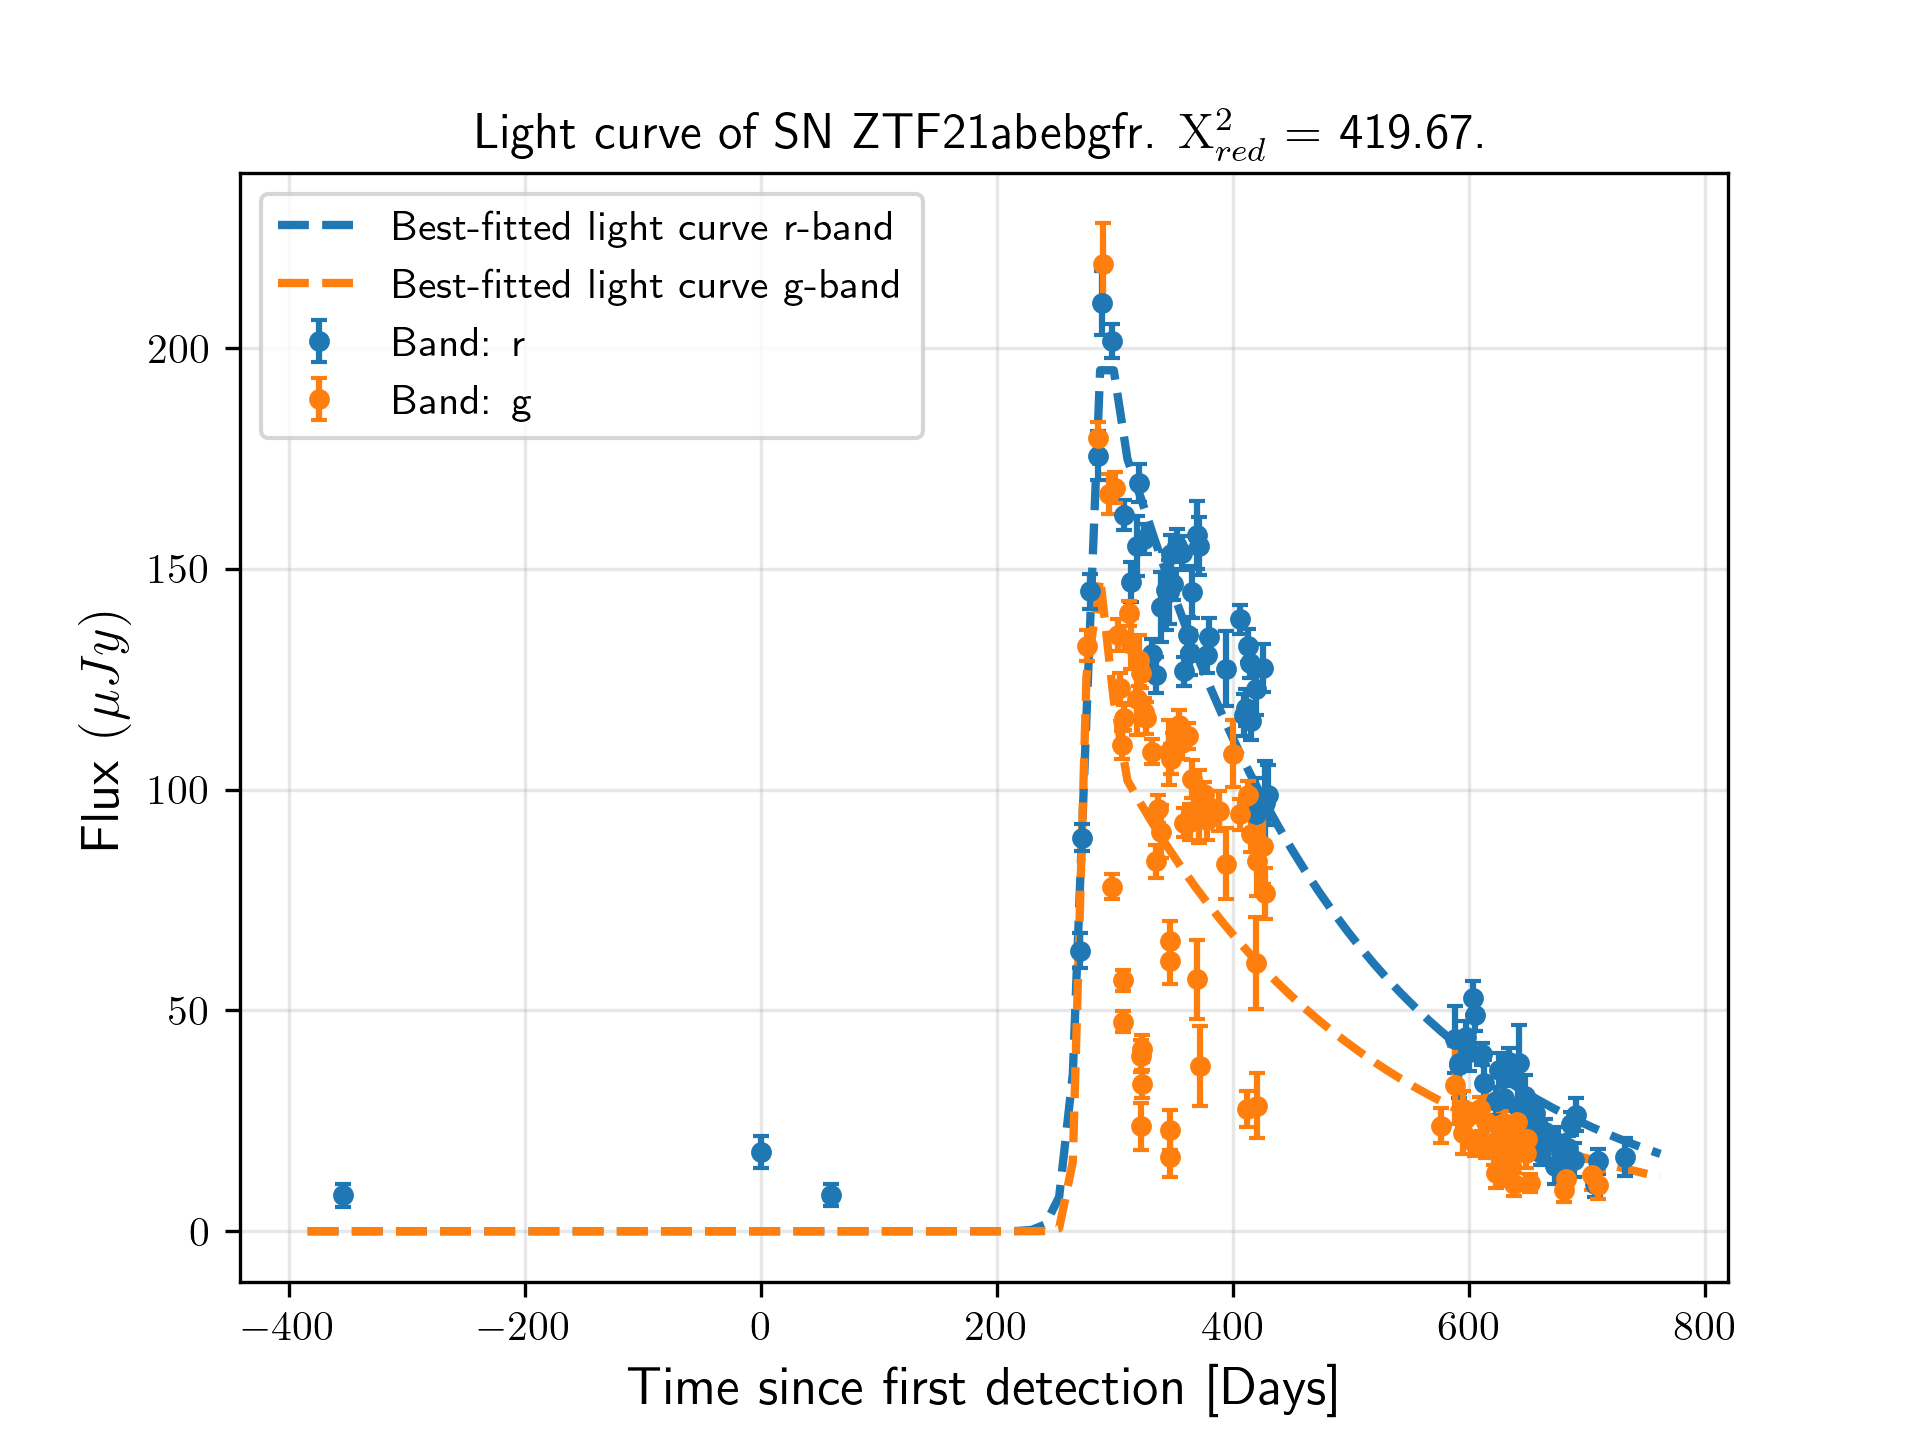 Light curve of SN ZTF21abebgfr. X²_red = 419.67.
Best-fitted light curve r-band
Best-fitted light curve g-band
Band: r
Band: g
Flux (μJy)
200
150
100
50
0
−400
−200
0
200
400
600
800
Time since first detection [Days]